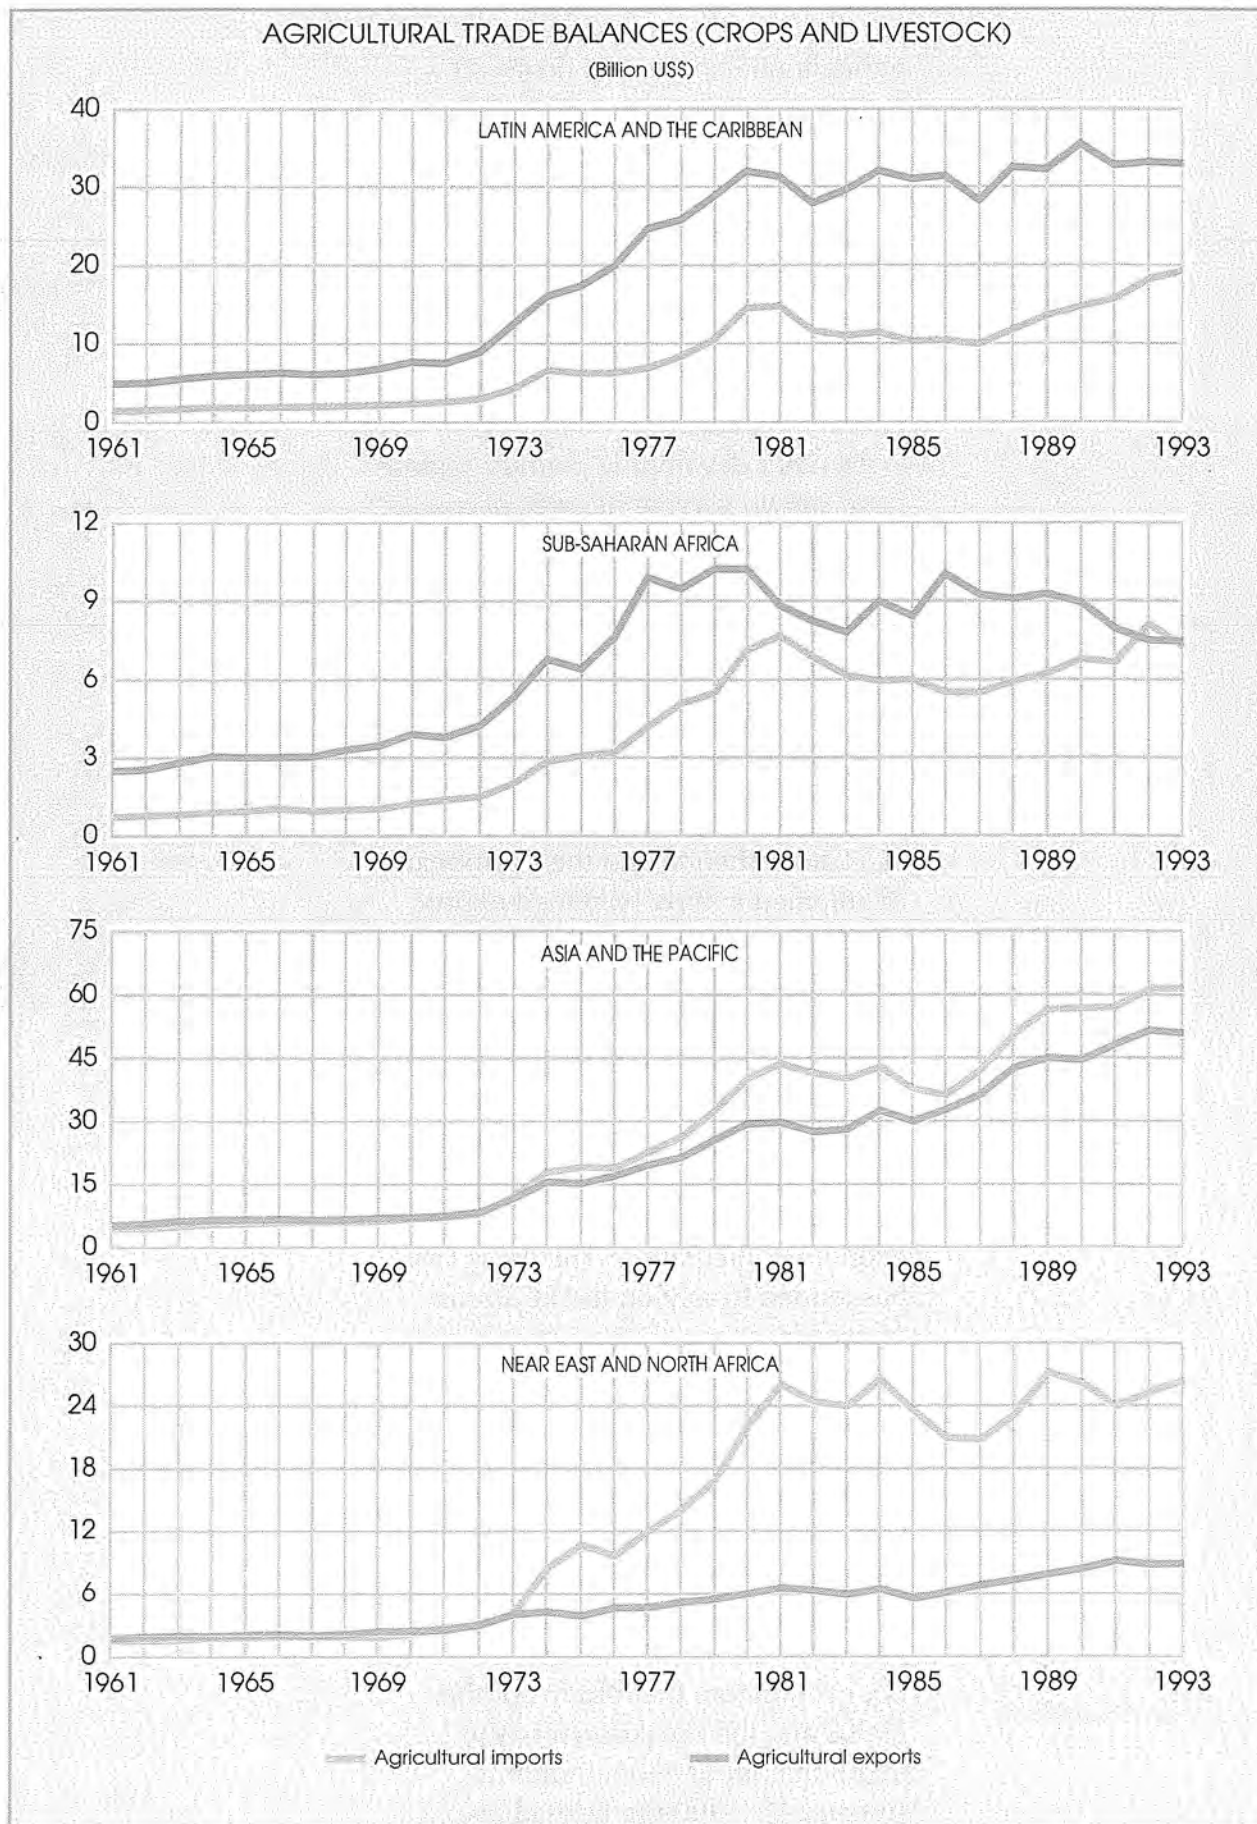 AGRICULTURAL TRADE BALANCES (CROPS AND LIVESTOCK)
(Billion US$)
LATIN AMERICA AND THE CARIBBEAN
40
30
20
10
0
1961 1965 1969 1973 1977 1981 1985 1989 1993
SUB-SAHARAN AFRICA
12
9
6
3
0
1961 1965 1969 1973 1977 1981 1985 1989 1993
ASIA AND THE PACIFIC
75
60
45
30
15
0
1961 1965 1969 1973 1977 1981 1985 1989 1993
NEAR EAST AND NORTH AFRICA
30
24
18
12
6
0
1961 1965 1969 1973 1977 1981 1985 1989 1993
Agricultural imports Agricultural exports